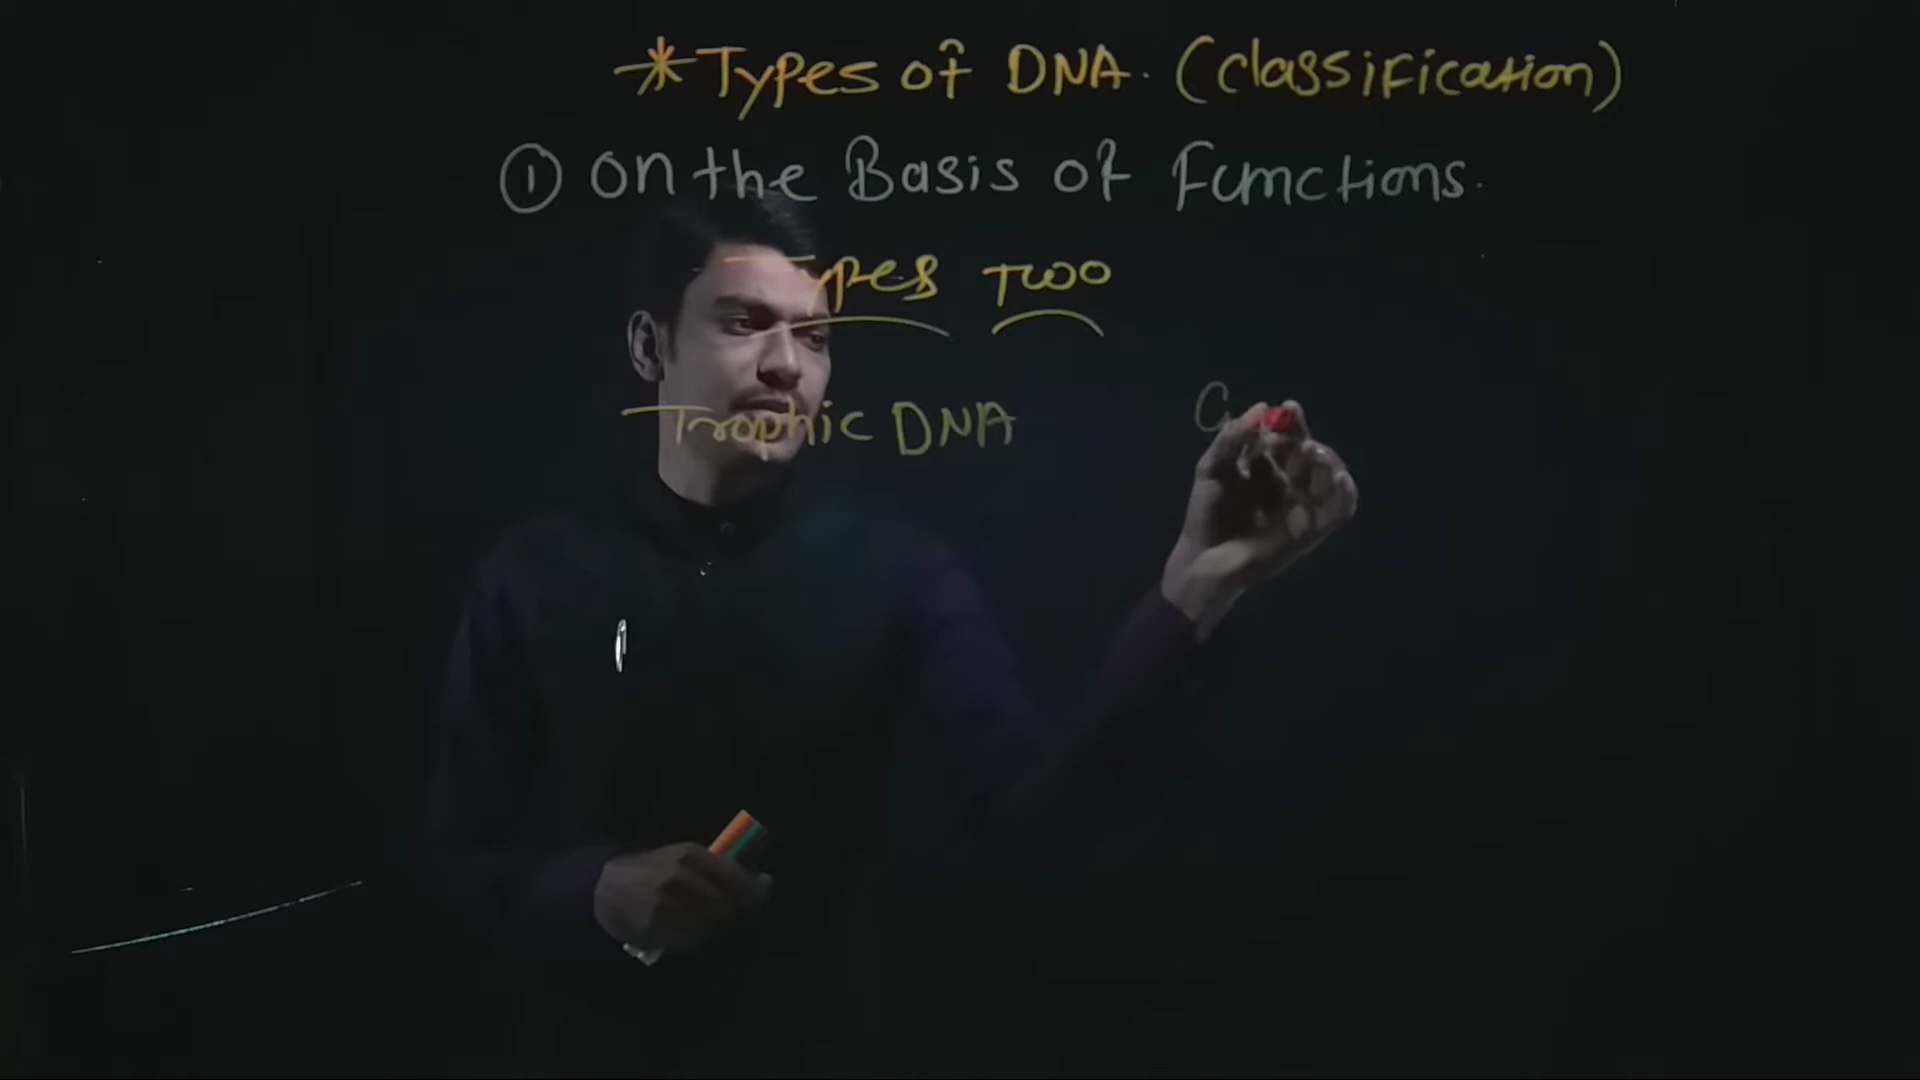 *Types of DNA. (classification)
① on the Basis of Functions.
Types Two
Trophic DNA G